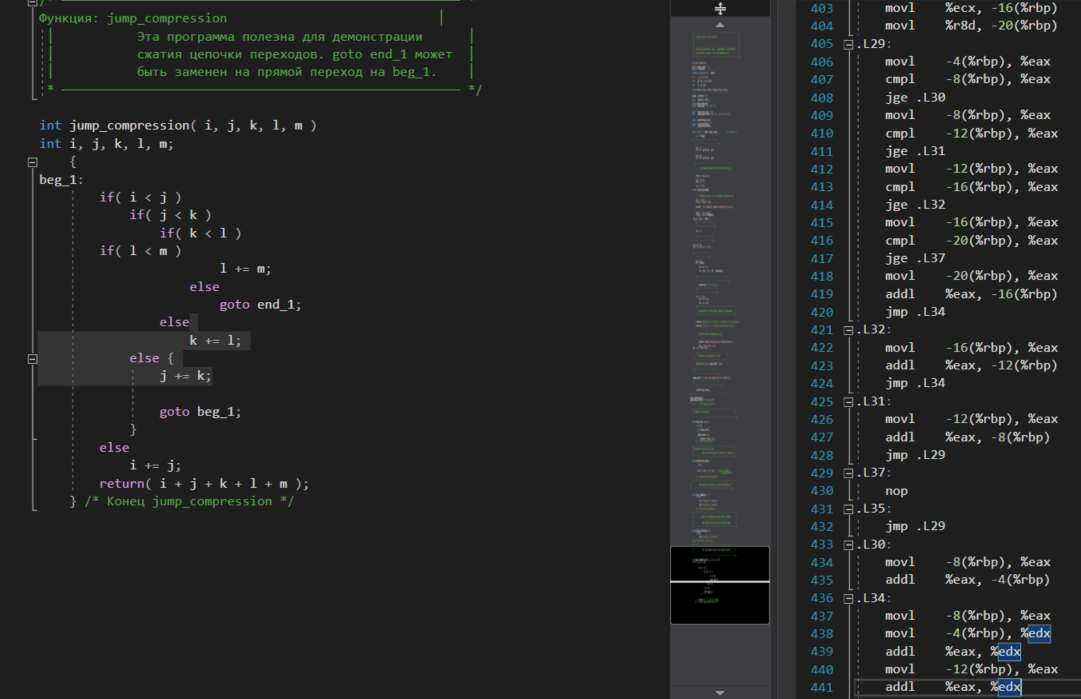 Функция: jump_compression
Эта программа полезна для демонстрации
сжатия цепочки переходов. goto end_1 может
быть заменен на прямой переход на beg_1.
* */
int jump_compression( i, j, k, l, m )
int i, j, k, l, m;
{
beg_1:
if( i < j )
if( j < k )
if( k < l )
if( l < m )
l += m;
else
goto end_1;
else
k += l;
else {
j += k;
goto beg_1;
}
else
i += j;
return( i + j + k + l + m );
} /* Конец jump_compression */
403 movl %ecx, -16(%rbp)
404 movl %r8d, -20(%rbp)
405 .L29:
406 movl -4(%rbp), %eax
407 cmpl -8(%rbp), %eax
408 jge .L30
409 movl -8(%rbp), %eax
410 cmpl -12(%rbp), %eax
411 jge .L31
412 movl -12(%rbp), %eax
413 cmpl -16(%rbp), %eax
414 jge .L32
415 movl -16(%rbp), %eax
416 cmpl -20(%rbp), %eax
417 jge .L37
418 movl -20(%rbp), %eax
419 addl %eax, -16(%rbp)
420 jmp .L34
421 .L32:
422 movl -16(%rbp), %eax
423 addl %eax, -12(%rbp)
424 jmp .L34
425 .L31:
426 movl -12(%rbp), %eax
427 addl %eax, -8(%rbp)
428 jmp .L29
429 .L37:
430 nop
431 .L35:
432 jmp .L29
433 .L30:
434 movl -8(%rbp), %eax
435 addl %eax, -4(%rbp)
436 .L34:
437 movl -8(%rbp), %eax
438 movl -4(%rbp), %edx
439 addl %eax, %edx
440 movl -12(%rbp), %eax
441 addl %eax, %edx